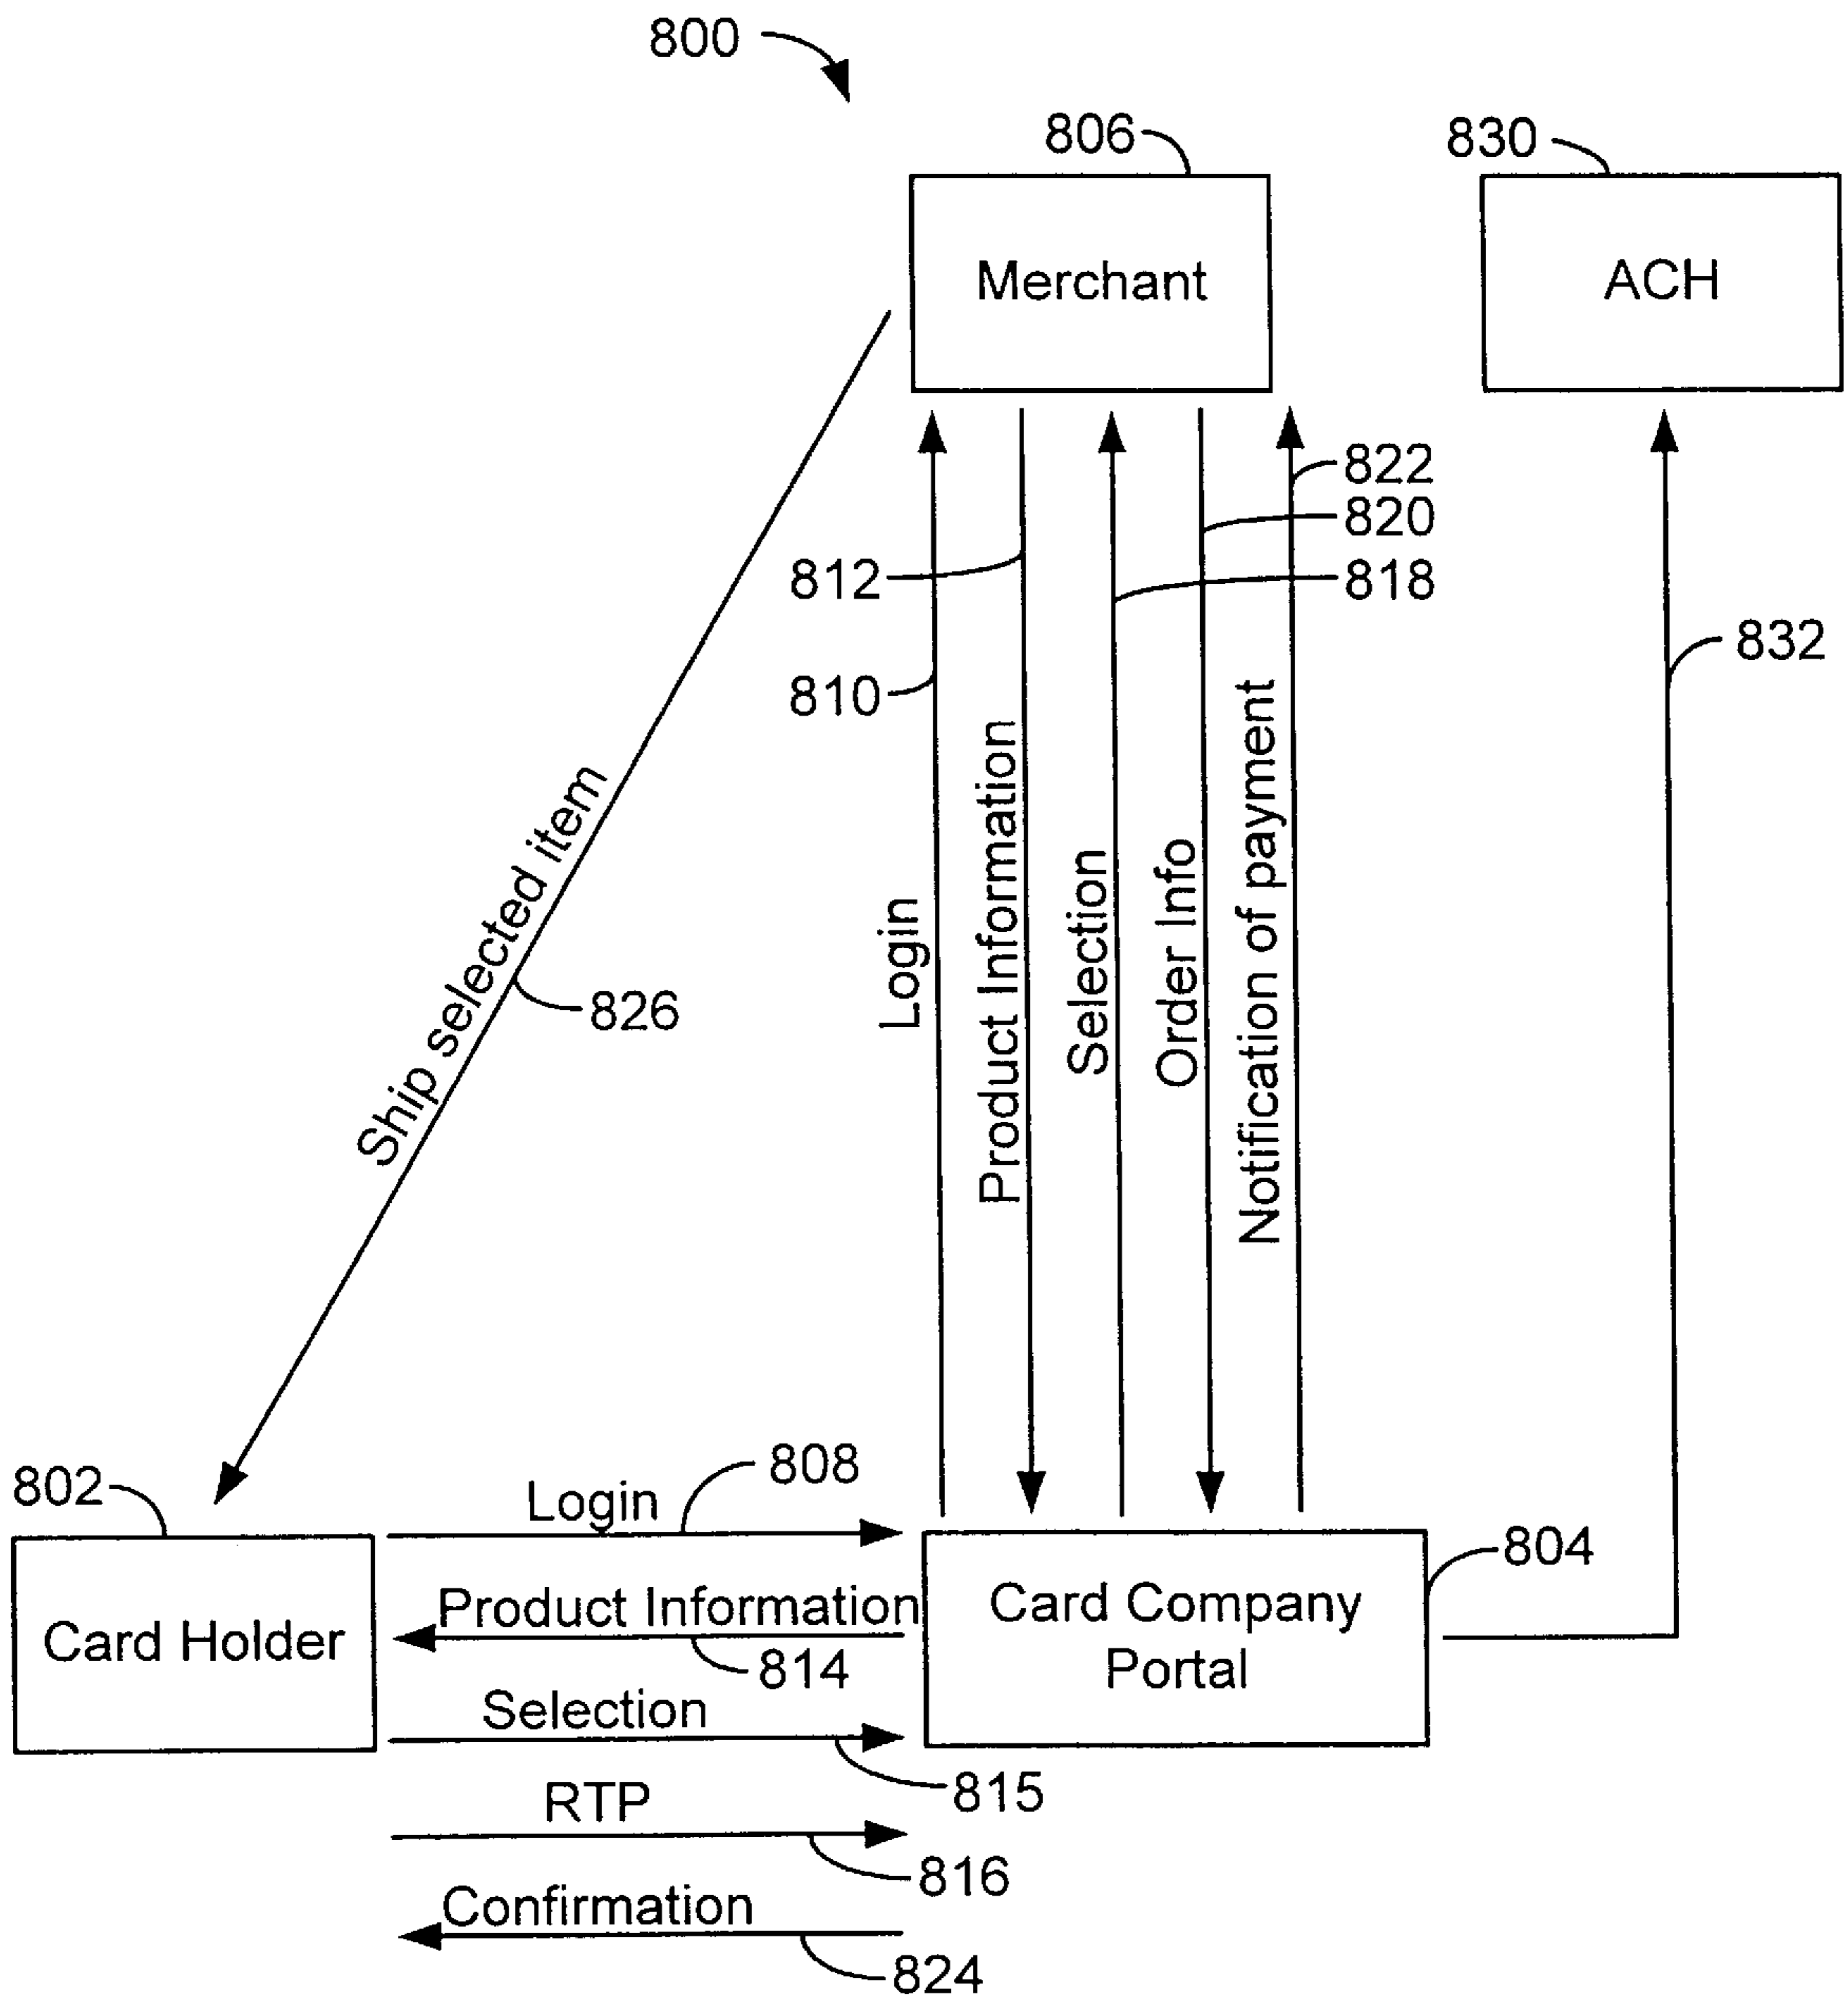 800
806
830
Merchant
ACH
822
820
812
818
832
810
Ship selected item
826
Login
Product Information
Selection
Order Info
Notification of payment
802
Login
808
804
Card Holder
Product Information
814
Card Company
Portal
Selection
815
RTP
816
Confirmation
824